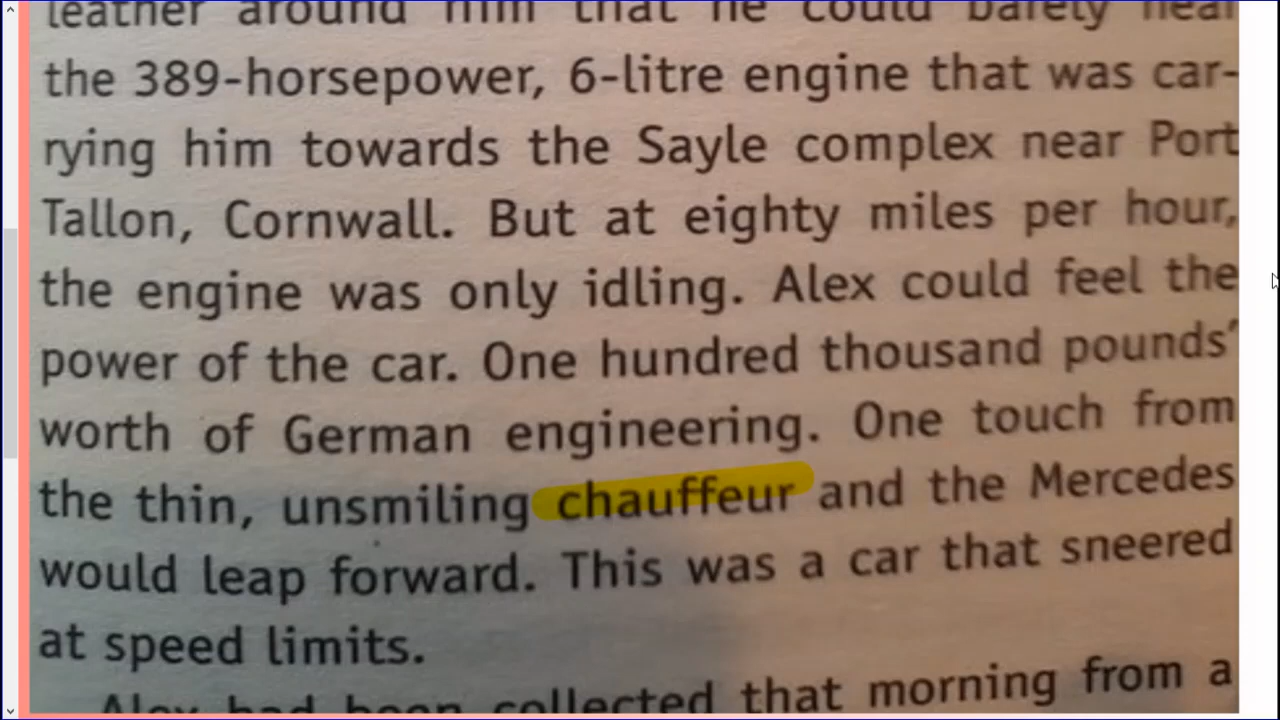 leather around him that he could barely hear
the 389-horsepower, 6-litre engine that was car-
rying him towards the Sayle complex near Port
Tallon, Cornwall. But at eighty miles per hour,
the engine was only idling. Alex could feel the
power of the car. One hundred thousand pounds’
worth of German engineering. One touch from
the thin, unsmiling chauffeur and the Mercedes
would leap forward. This was a car that sneered
at speed limits.
Alex had been collected that morning from a